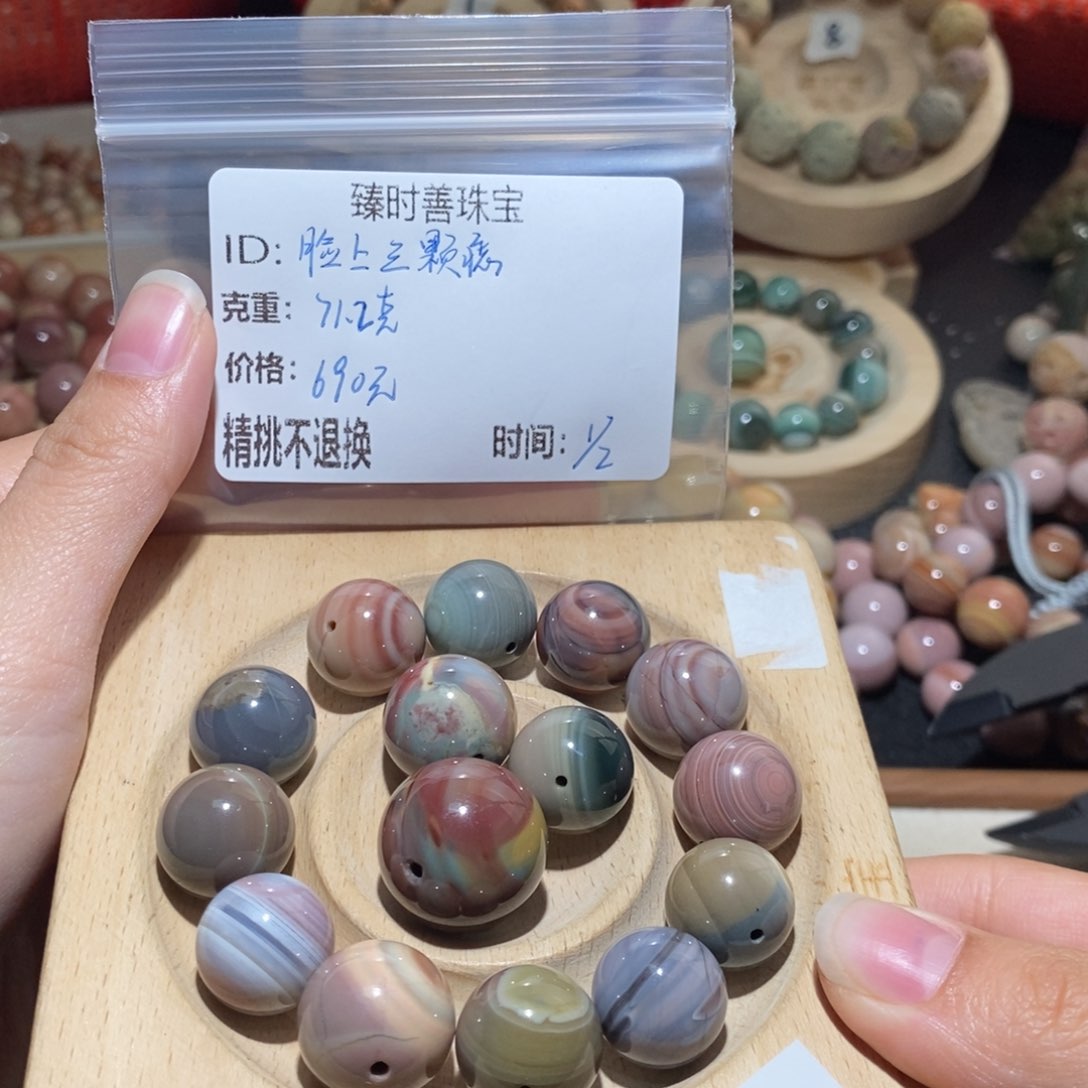 臻时善珠宝
ID: 脸上三颗痣
克重: 71.2克
价格: 690元
精挑不退换 时间: 1/2
8